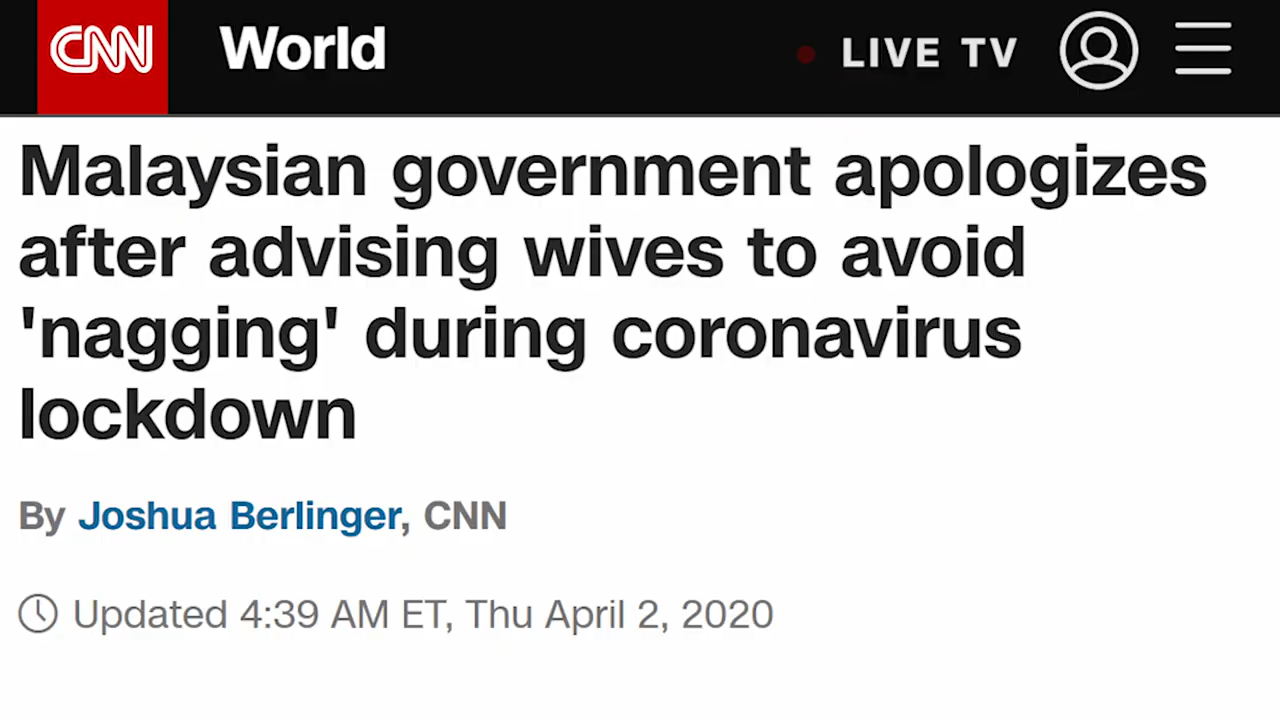 CNN World LIVE TV
Malaysian government apologizes
after advising wives to avoid
'nagging' during coronavirus
lockdown
By Joshua Berlinger, CNN
Updated 4:39 AM ET, Thu April 2, 2020